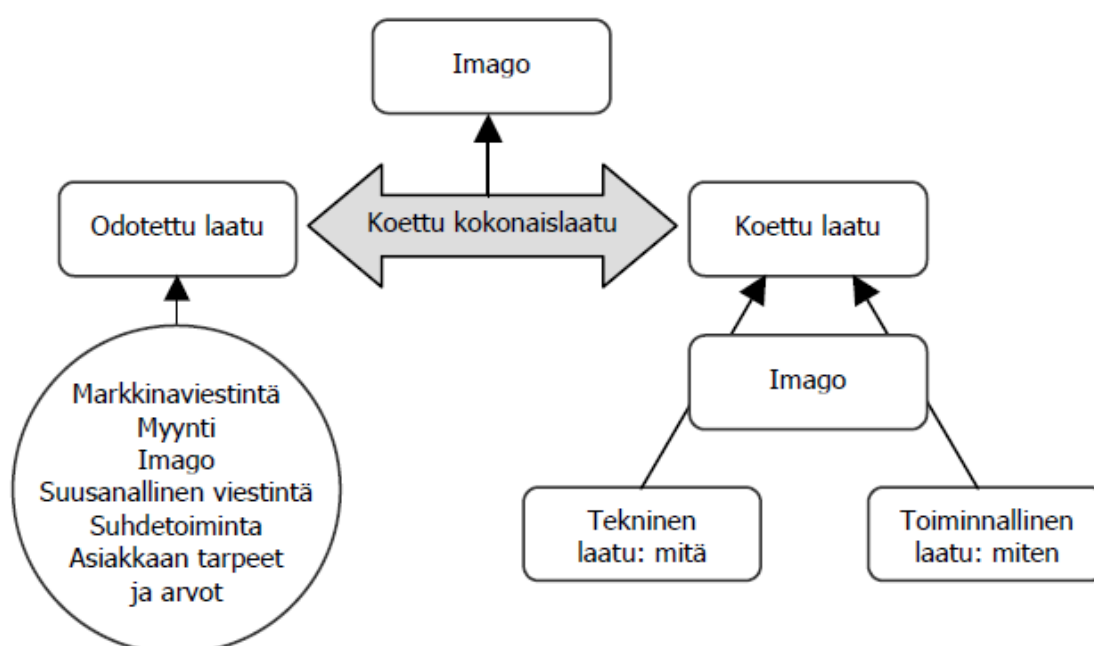 Imago
Odotettu laatu
Koettu kokonaislaatu
Koettu laatu
Markkinaviestintä
Myynti
Imago
Suusanallinen viestintä
Suhdetoiminta
Asiakkaan tarpeet
ja arvot
Imago
Tekninen
laatu: mitä
Toiminnallinen
laatu: miten